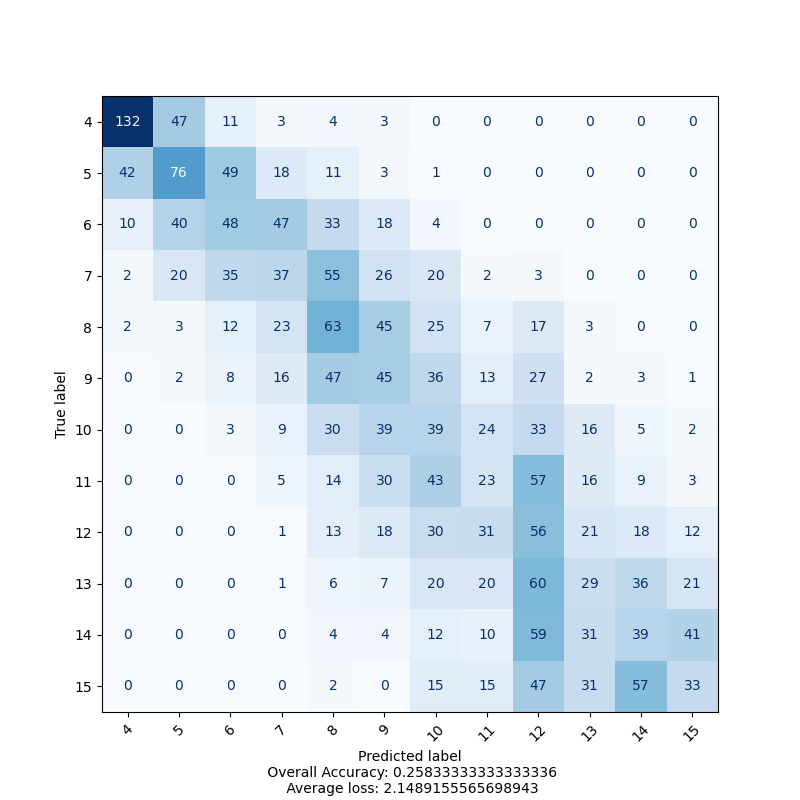 4 132 47 11 3 4 3 0 0 0 0 0 0
5 42 76 49 18 11 3 1 0 0 0 0 0
6 10 40 48 47 33 18 4 0 0 0 0 0
7 2 20 35 37 55 26 20 2 3 0 0 0
8 2 3 12 23 63 45 25 7 17 3 0 0
9 0 2 8 16 47 45 36 13 27 2 3 1
True label
10 0 0 3 9 30 39 39 24 33 16 5 2
11 0 0 0 5 14 30 43 23 57 16 9 3
12 0 0 0 1 13 18 30 31 56 21 18 12
13 0 0 0 1 6 7 20 20 60 29 36 21
14 0 0 0 0 4 4 12 10 59 31 39 41
15 0 0 0 0 2 0 15 15 47 31 57 33
4 5 6 7 8 9 10 11 12 13 14 15
Predicted label
Overall Accuracy: 0.25833333333333336
Average loss: 2.1489155565698943